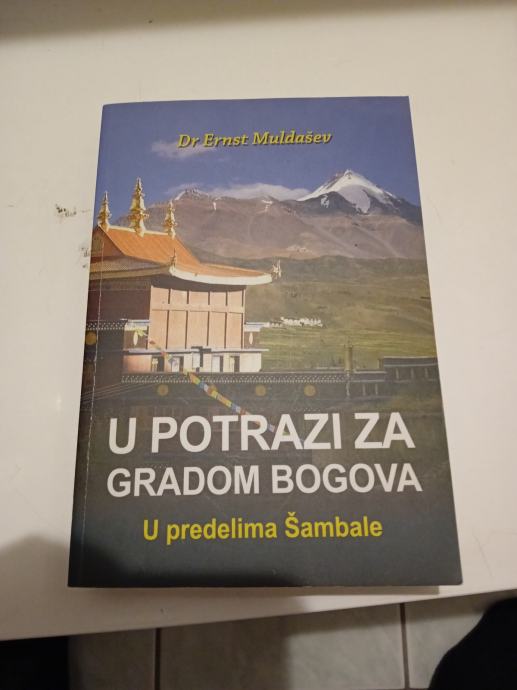 Dr Ernst Muldašev
U POTRAZI ZA
GRADOM BOGOVA
U predelima Šambale